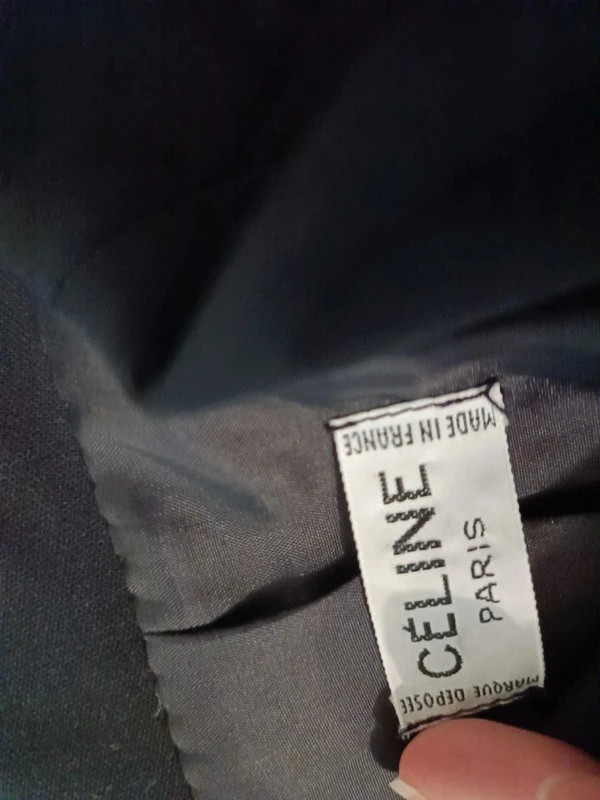 MADE IN FRANCE
CÉLINE
PARIS
MARQUE DEPOSEE